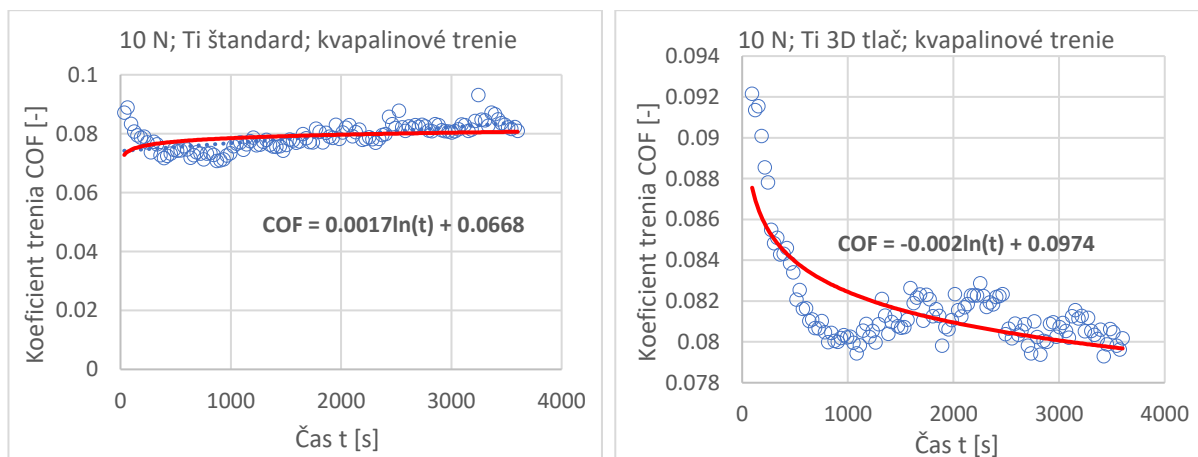 10 N; Ti štandard; kvapalinové trenie
Koeficient trenia COF [-]
0.1
0.08
0.06
0.04
0.02
0
COF = 0.0017ln(t) + 0.0668
0 1000 2000 3000 4000
Čas t [s]
10 N; Ti 3D tlač; kvapalinové trenie
Koeficient trenia COF [-]
0.094
0.092
0.09
0.088
0.086
0.084
0.082
0.08
0.078
COF = -0.002ln(t) + 0.0974
0 1000 2000 3000 4000
Čas t [s]